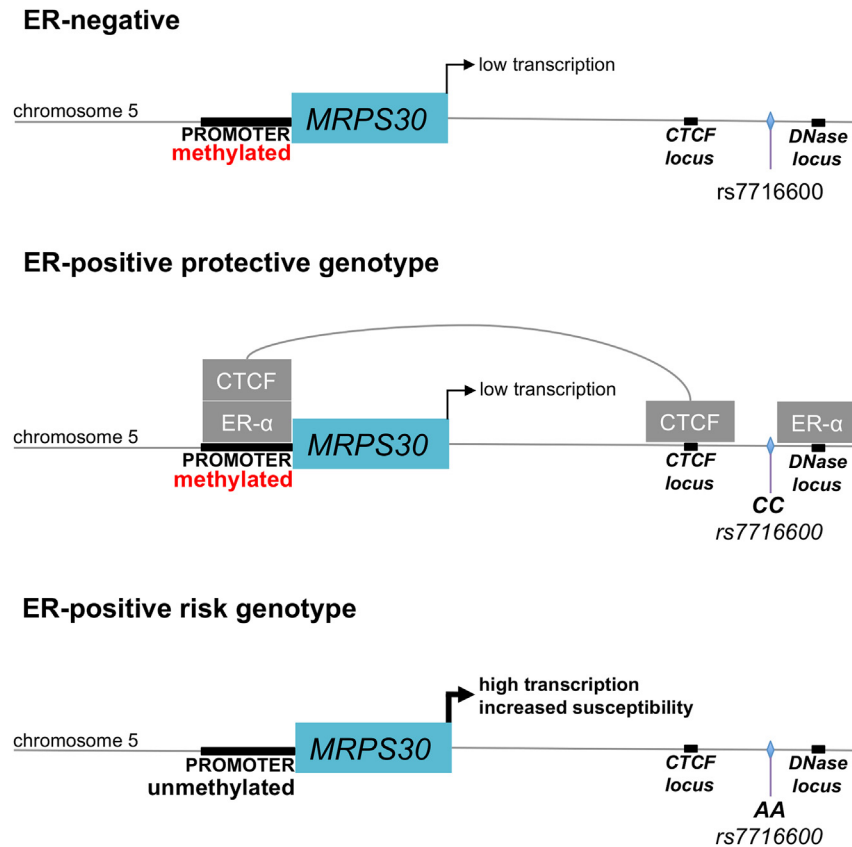 ER-negative
low transcription
chromosome 5
MRPS30
PROMOTER
methylated
CTCF
locus
DNase
locus
rs7716600
ER-positive protective genotype
CTCF
ER-α
low transcription
CTCF
ER-α
chromosome 5
MRPS30
PROMOTER
methylated
CTCF
locus
DNase
locus
CC
rs7716600
ER-positive risk genotype
high transcription
increased susceptibility
chromosome 5
MRPS30
PROMOTER
unmethylated
CTCF
locus
DNase
locus
AA
rs7716600